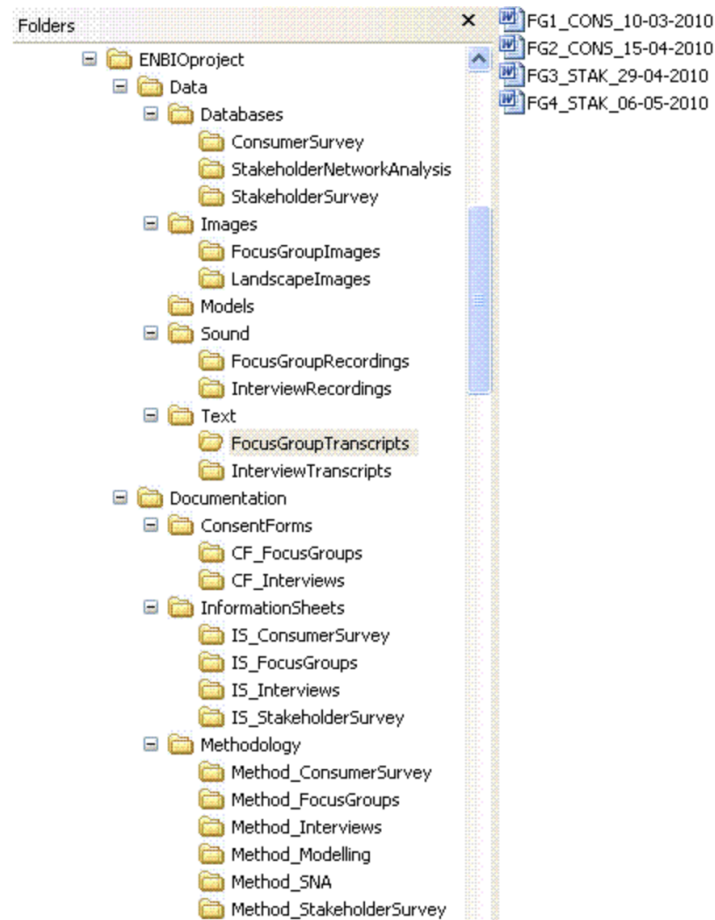 Folders
ENBIOproject
Data
Databases
ConsumerSurvey
StakeholderNetworkAnalysis
StakeholderSurvey
Images
FocusGroupImages
LandscapeImages
Models
Sound
FocusGroupRecordings
InterviewRecordings
Text
FocusGroupTranscripts
InterviewTranscripts
Documentation
ConsentForms
CF_FocusGroups
CF_Interviews
InformationSheets
IS_ConsumerSurvey
IS_FocusGroups
IS_Interviews
IS_StakeholderSurvey
Methodology
Method_ConsumerSurvey
Method_FocusGroups
Method_Interviews
Method_Modelling
Method_SNA
Method_StakeholderSurvey
FG1_CONS_10-03-2010
FG2_CONS_15-04-2010
FG3_STAK_29-04-2010
FG4_STAK_06-05-2010